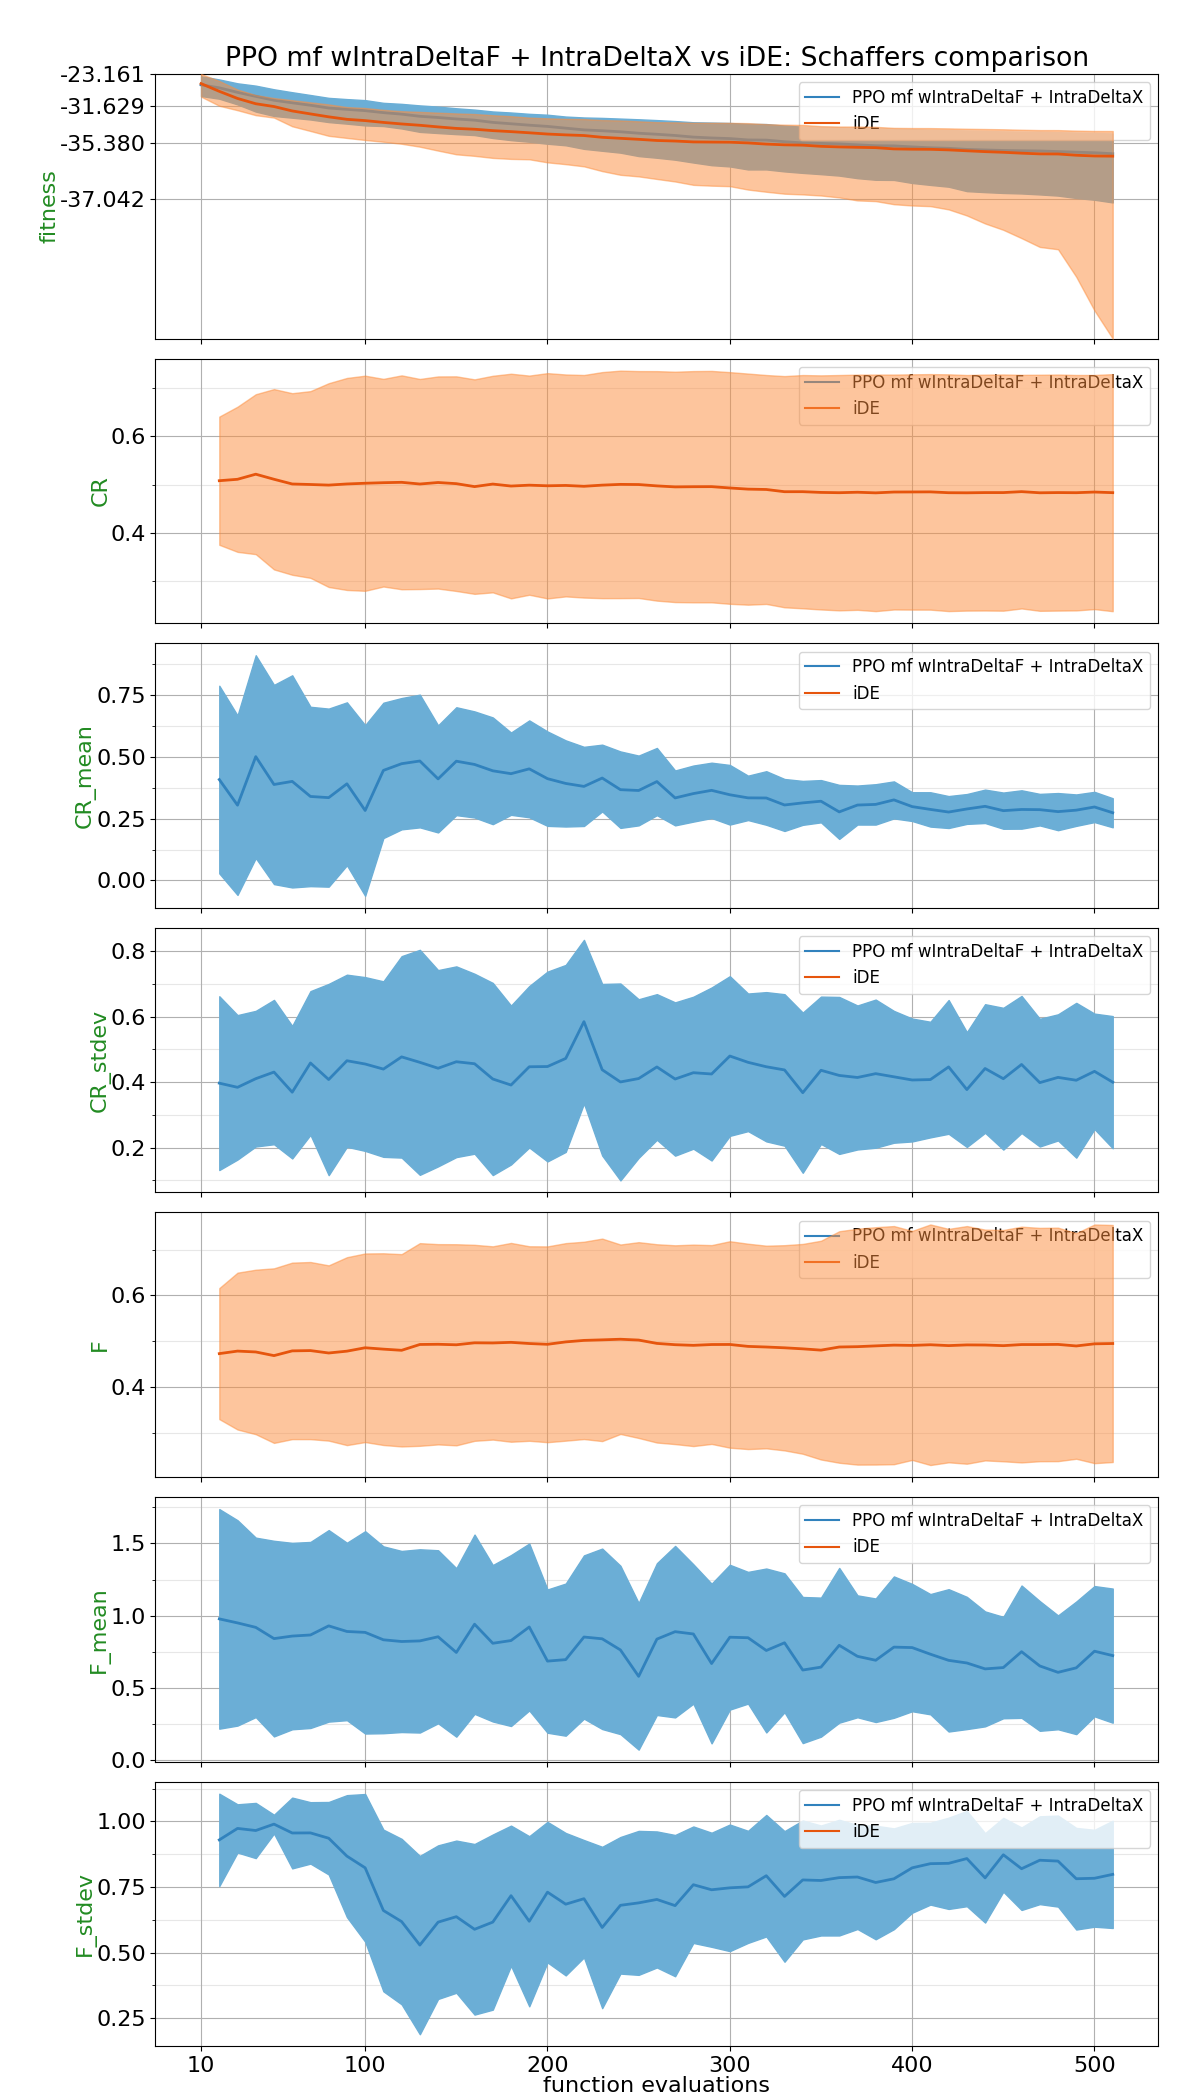 PPO mf wIntraDeltaF + IntraDeltaX vs iDE: Schaffers comparison
-23.161
-31.629
-35.380
-37.042
fitness
PPO mf wIntraDeltaF + IntraDeltaX
iDE
0.6
0.4
CR
PPO mf wIntraDeltaF + IntraDeltaX
iDE
0.75
0.50
0.25
0.00
CR_mean
PPO mf wIntraDeltaF + IntraDeltaX
iDE
0.8
0.6
0.4
0.2
CR_stdev
PPO mf wIntraDeltaF + IntraDeltaX
iDE
0.6
0.4
F
PPO mf wIntraDeltaF + IntraDeltaX
iDE
1.5
1.0
0.5
0.0
F_mean
PPO mf wIntraDeltaF + IntraDeltaX
iDE
1.00
0.75
0.50
0.25
F_stdev
PPO mf wIntraDeltaF + IntraDeltaX
iDE
10 100 200 300 400 500
function evaluations